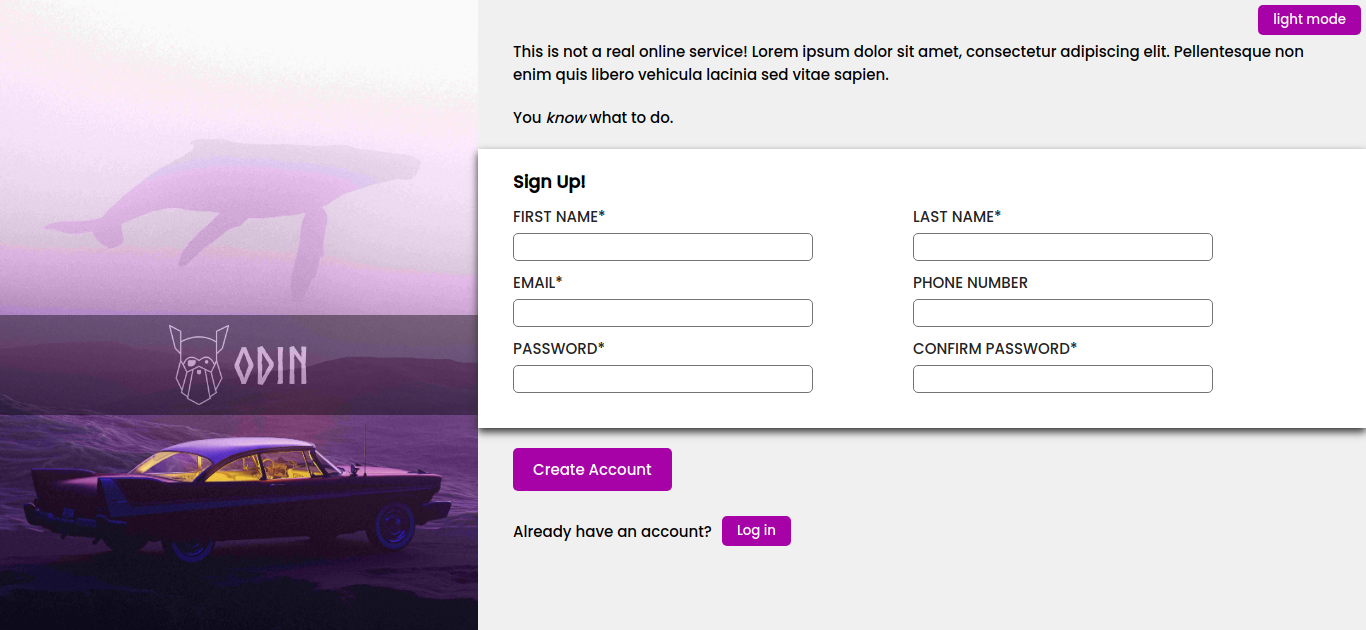 light mode
This is not a real online service! Lorem ipsum dolor sit amet, consectetur adipiscing elit. Pellentesque non
enim quis libero vehicula lacinia sed vitae sapien.
You know what to do.
Sign Up!
FIRST NAME*
LAST NAME*
EMAIL*
PHONE NUMBER
PASSWORD*
CONFIRM PASSWORD*
ODIN
Create Account
Already have an account?
Log in